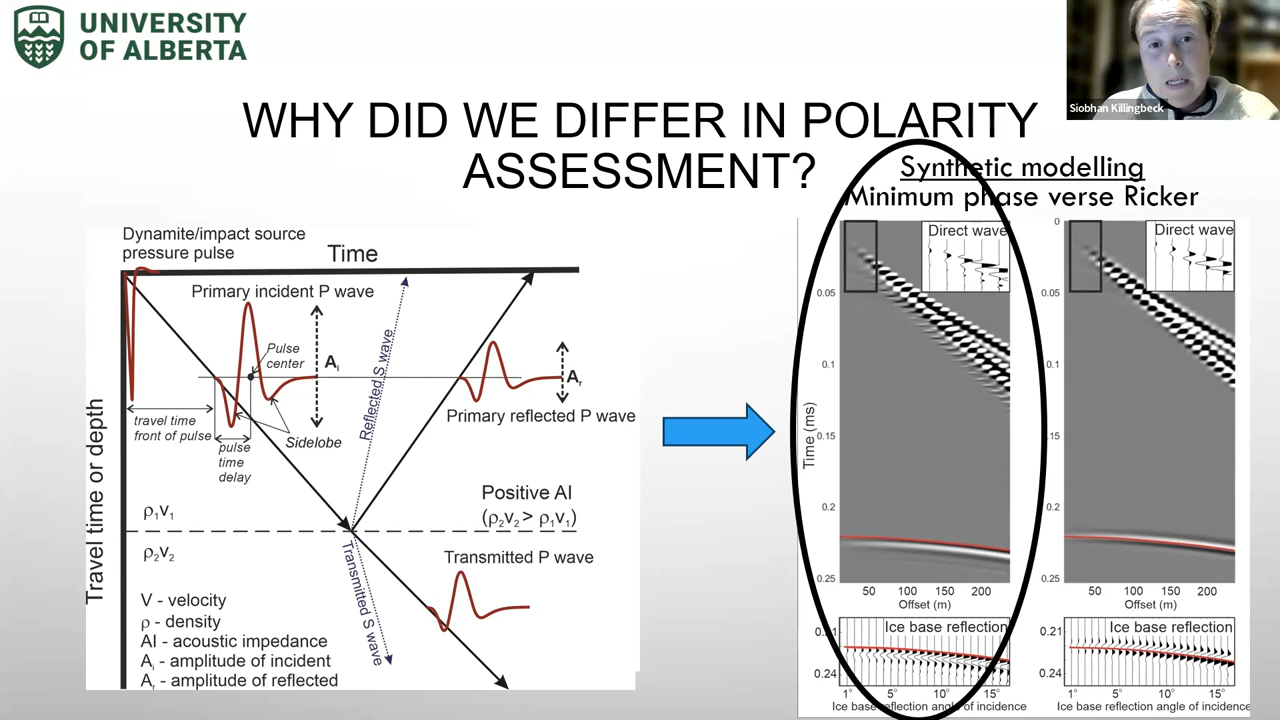 UNIVERSITY
OF ALBERTA
Siobhan Killingbeck
WHY DID WE DIFFER IN POLARITY
ASSESSMENT?
Synthetic modelling
Minimum phase verse Ricker
Dynamite/impact source
pressure pulse
Time
Primary incident P wave
Pulse
center
Ai
travel time
front of pulse
pulse
time
delay
Sidelobe
Reflected S wave
Ar
Primary reflected P wave
Travel time or depth
ρ1v1
Positive AI
(ρ2v2 > ρ1v1)
ρ2v2
Transmitted P wave
Transmitted S wave
V - velocity
ρ - density
AI - acoustic impedance
Ai - amplitude of incident
Ar - amplitude of reflected
Direct wave
0.05
0.1
0.15
0.2
0.25
Time (ms)
50 100 150 200
Offset (m)
Ice base reflection
0.21
0.24
1° 5° 10° 15°
Ice base reflection angle of incidence
Direct wave
0
0.05
0.1
.15
0.2
0.25
50 100 150 200
Offset (m)
Ice base reflection
0.21
0.24
1° 5° 10° 15°
Ice base reflection angle of incidence